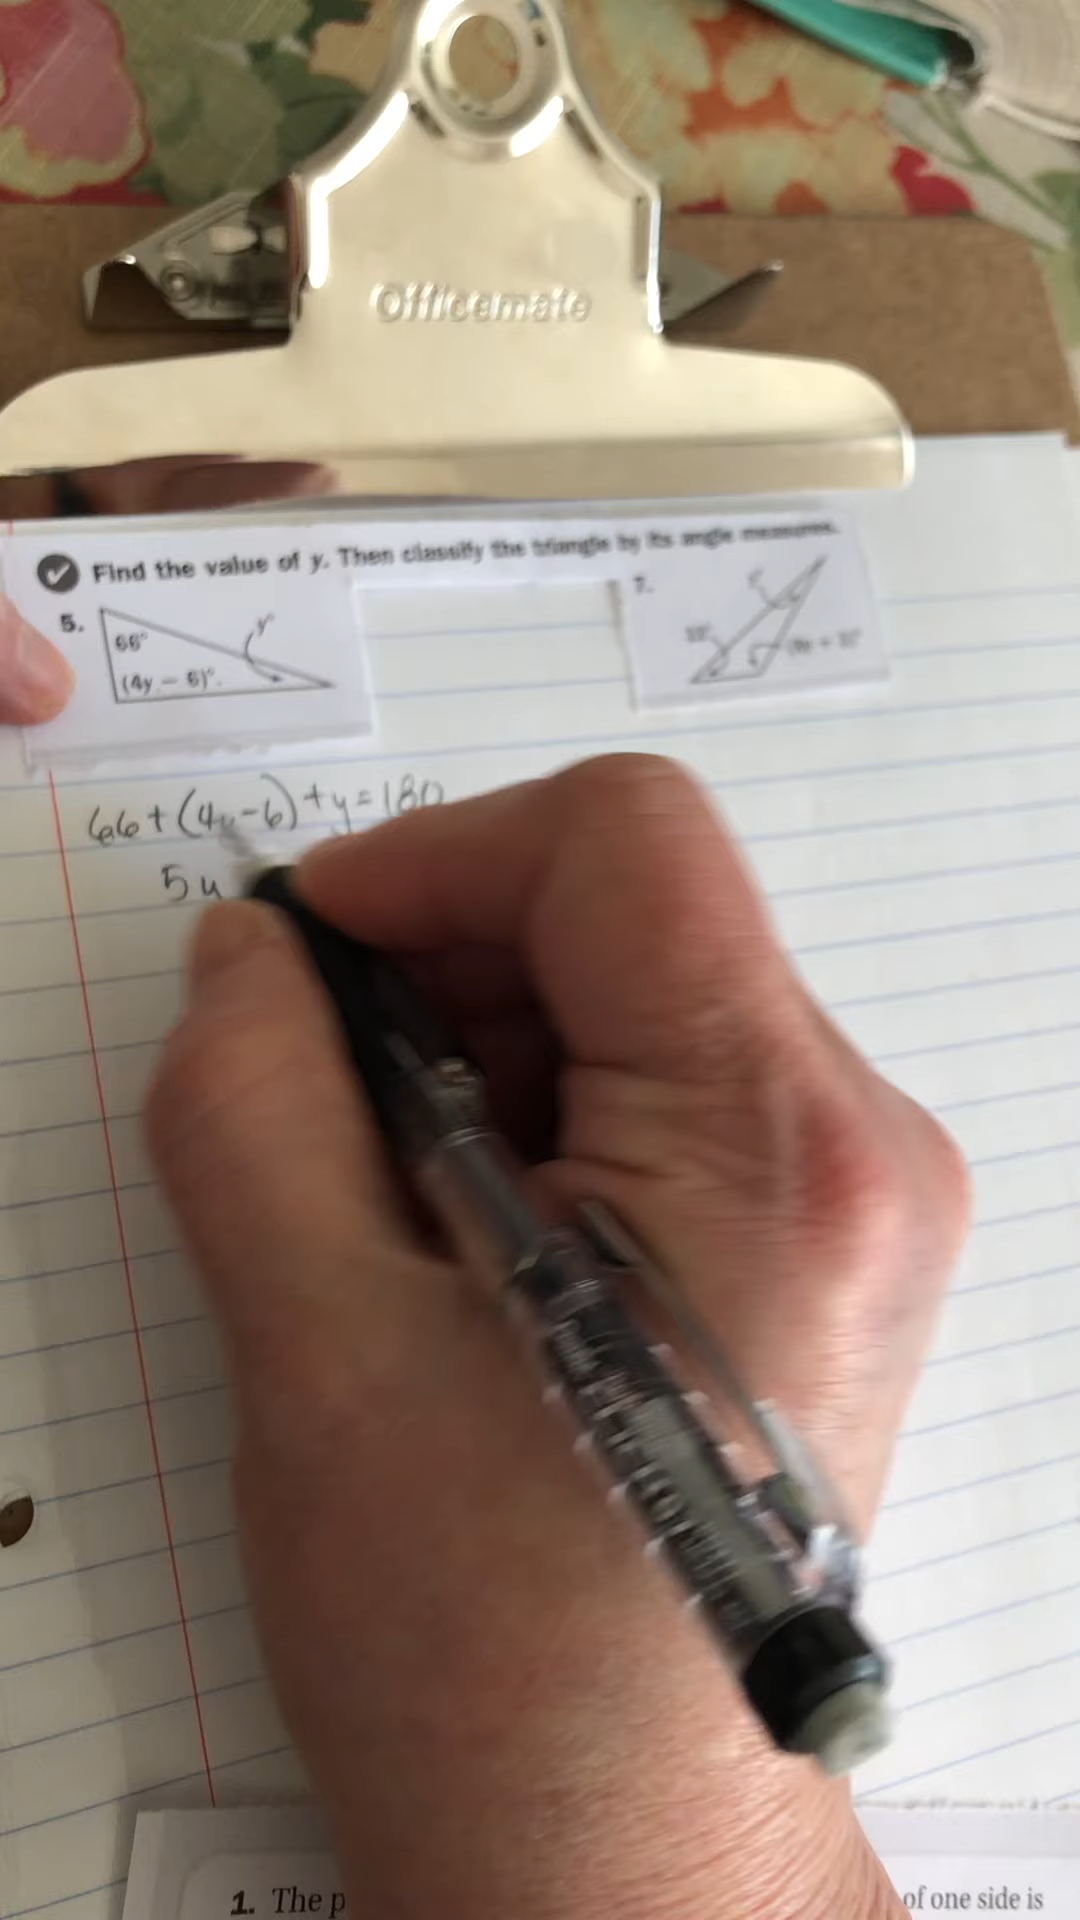 Officemate
Find the value of y. Then classify the triangle by its angle measures.
5.
66°
y
(4y - 6)°.
7.
66+(4y-6)+y=180
5y
1. The p
of one side is